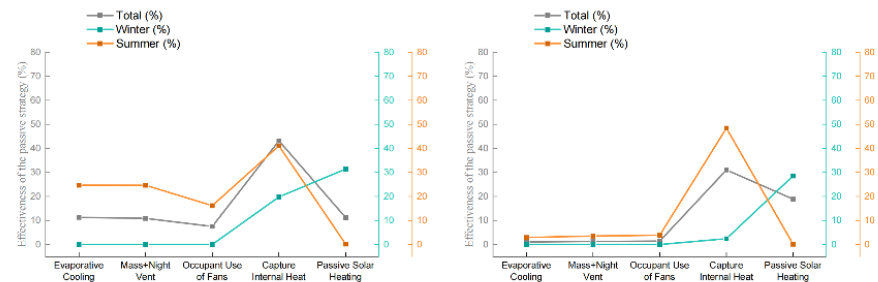 Total (%)
Winter (%)
Summer (%)
80 80 80
70 70 70
60 60 60
50 50 50
40 40 40
30 30 30
20 20 20
10 10 10
0 0 0
Effectiveness of the passive strategy (%)
Evaporative Cooling
Mass+Night Vent
Occupant Use of Fans
Capture Internal Heat
Passive Solar Heating
Total (%)
Winter (%)
Summer (%)
80 80 80
70 70 70
60 60 60
50 50 50
40 40 40
30 30 30
20 20 20
10 10 10
0 0 0
Effectiveness of the passive strategy (%)
Evaporative Cooling
Mass+Night Vent
Occupant Use of Fans
Capture Internal Heat
Passive Solar Heating